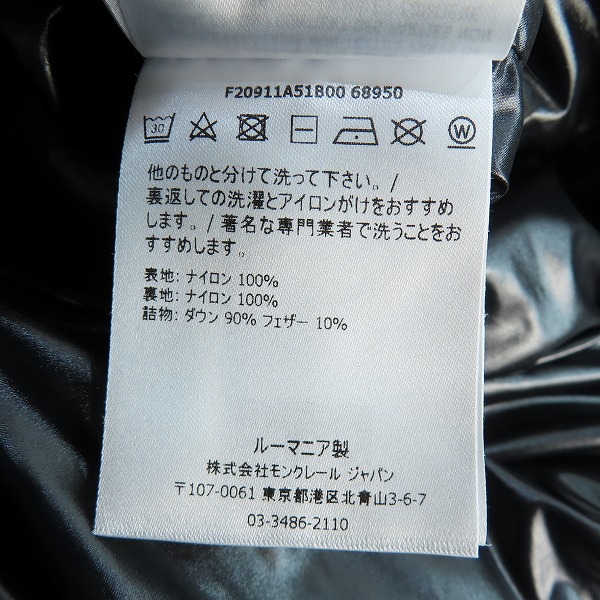 F20911A51B00 68950
30
W
他のものと分けて洗って下さい。/
裏返しての洗濯とアイロンがけをおすすめ
します。/ 著名な専門業者で洗うことをお
すすめします。
表地: ナイロン 100%
裏地: ナイロン 100%
詰物: ダウン 90% フェザー 10%
ルーマニア製
株式会社モンクレール ジャパン
〒107-0061 東京都港区北青山3-6-7
03-3486-2110